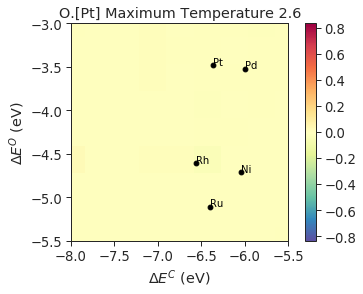 O.[Pt] Maximum Temperature 2.6
−3.0
−3.5
−4.0
−4.5
−5.0
−5.5
ΔE^O (eV)
Pt
Pd
Rh
Ni
Ru
−8.0 −7.5 −7.0 −6.5 −6.0 −5.5
ΔE^C (eV)
0.8
0.6
0.4
0.2
0.0
−0.2
−0.4
−0.6
−0.8